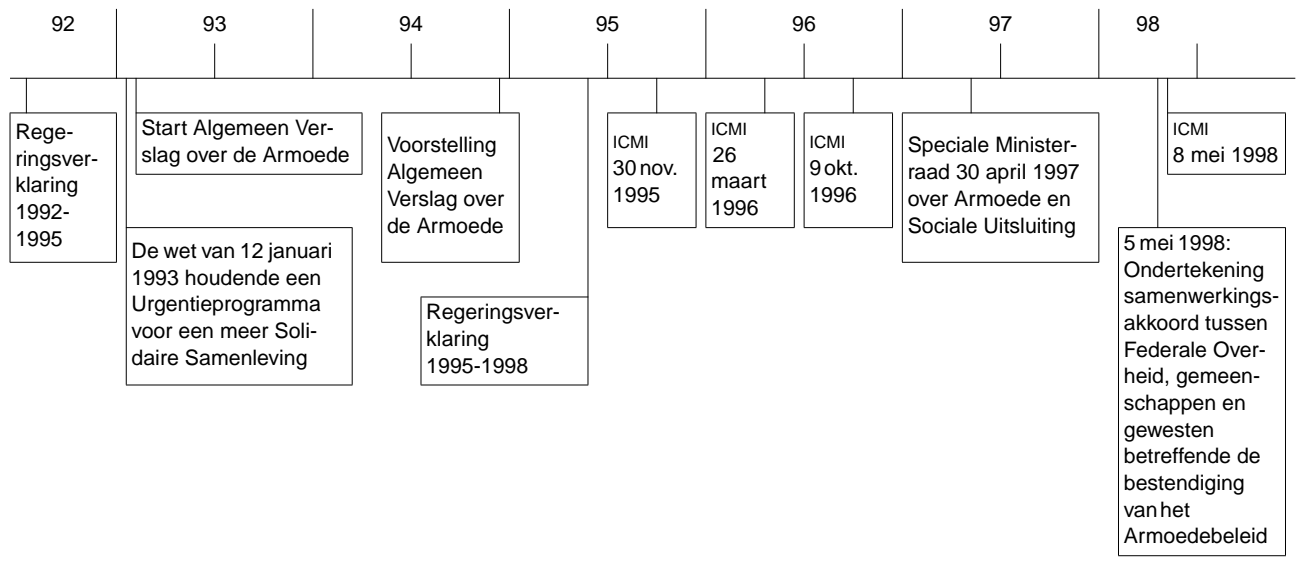 92 93 94 95 96 97 98
Rege-
ringsver-
klaring
1992-
1995
Start Algemeen Ver-
slag over de Armoede
De wet van 12 januari
1993 houdende een
Urgentieprogramma
voor een meer Soli-
daire Samenleving
Voorstelling
Algemeen
Verslag over
de Armoede
Regeringsver-
klaring
1995-1998
ICMI
30 nov.
1995
ICMI
26
maart
1996
ICMI
9 okt.
1996
Speciale Minister-
raad 30 april 1997
over Armoede en
Sociale Uitsluiting
ICMI
8 mei 1998
5 mei 1998:
Ondertekening
samenwerkings-
akkoord tussen
Federale Over-
heid, gemeen-
schappen en
gewesten
betreffende de
bestendiging
van het
Armoedebeleid